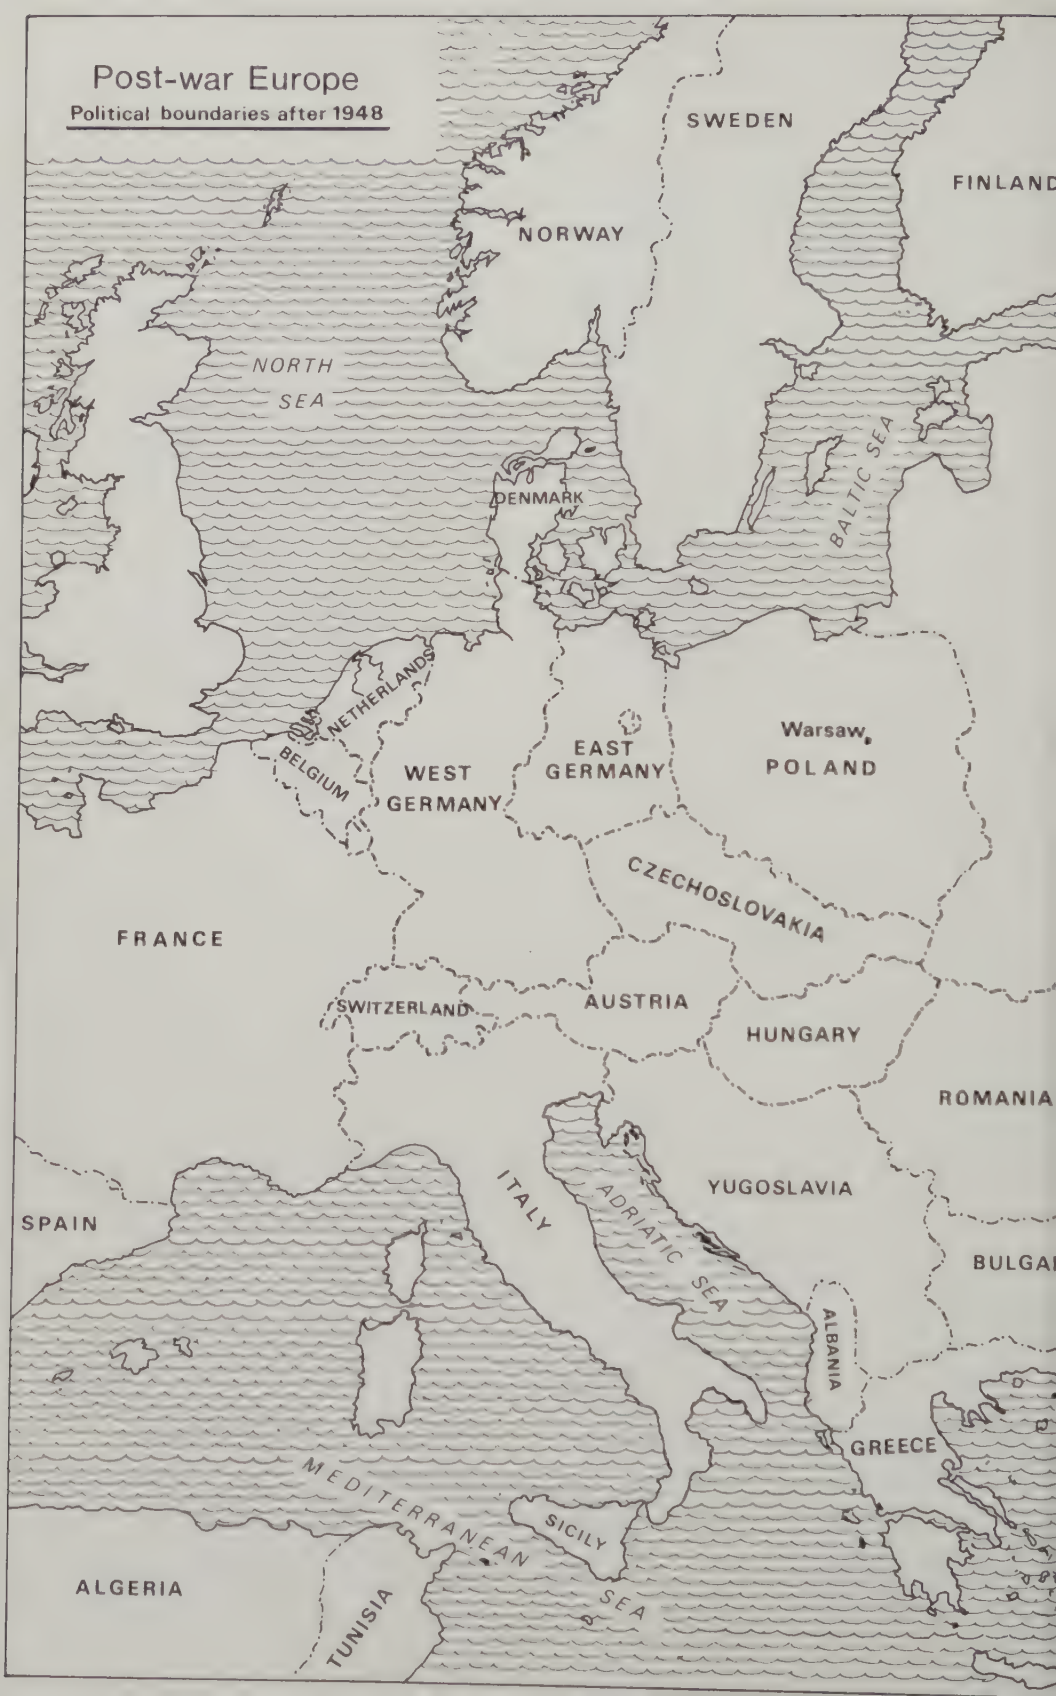 Post-war Europe
Political boundaries after 1948
SWEDEN
FINLAND
NORWAY
NORTH
SEA
BALTIC SEA
DENMARK
NETHERLANDS
BELGIUM
WEST
GERMANY
EAST
GERMANY
Warsaw
POLAND
CZECHOSLOVAKIA
FRANCE
SWITZERLAND
AUSTRIA
HUNGARY
ROMANIA
ITALY
ADRIATIC SEA
YUGOSLAVIA
SPAIN
BULGA
ALBANIA
GREECE
MEDITERRANEAN
SEA
SICILY
ALGERIA
TUNISIA